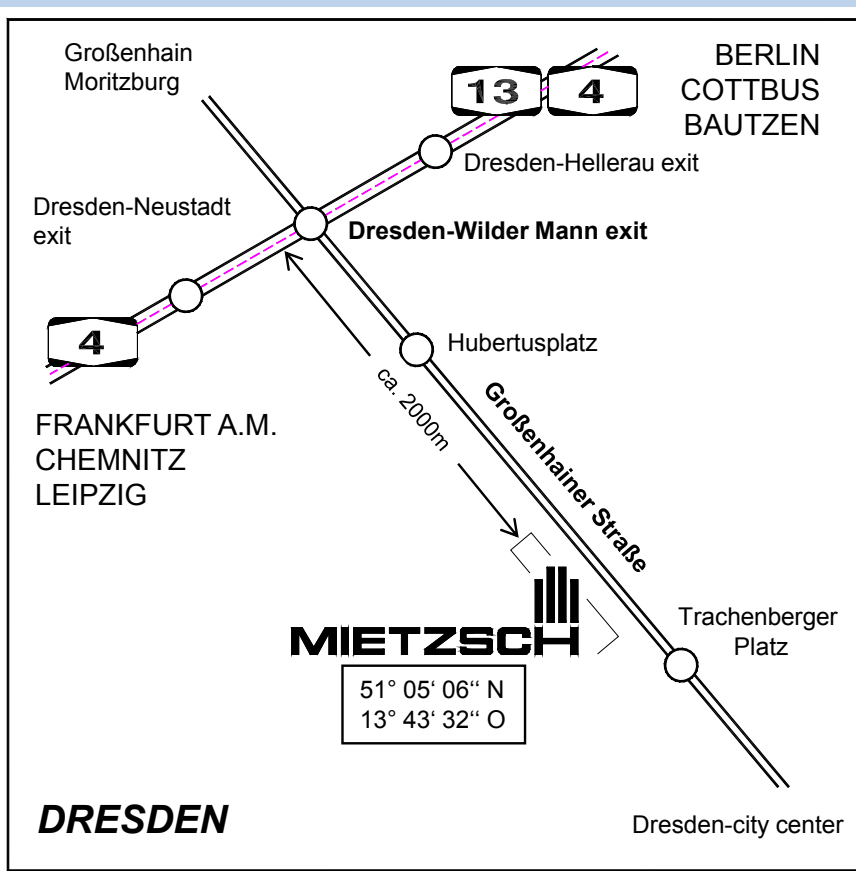 Großenhain
Moritzburg
13
4
BERLIN
COTTBUS
BAUTZEN
Dresden-Hellerau exit
Dresden-Neustadt
exit
Dresden-Wilder Mann exit
4
Hubertusplatz
ca. 2000m
Großenhainer Straße
FRANKFURT A.M.
CHEMNITZ
LEIPZIG
MIETZSCH
Trachenberger
Platz
51° 05‘ 06“ N
13° 43‘ 32“ O
DRESDEN
Dresden-city center